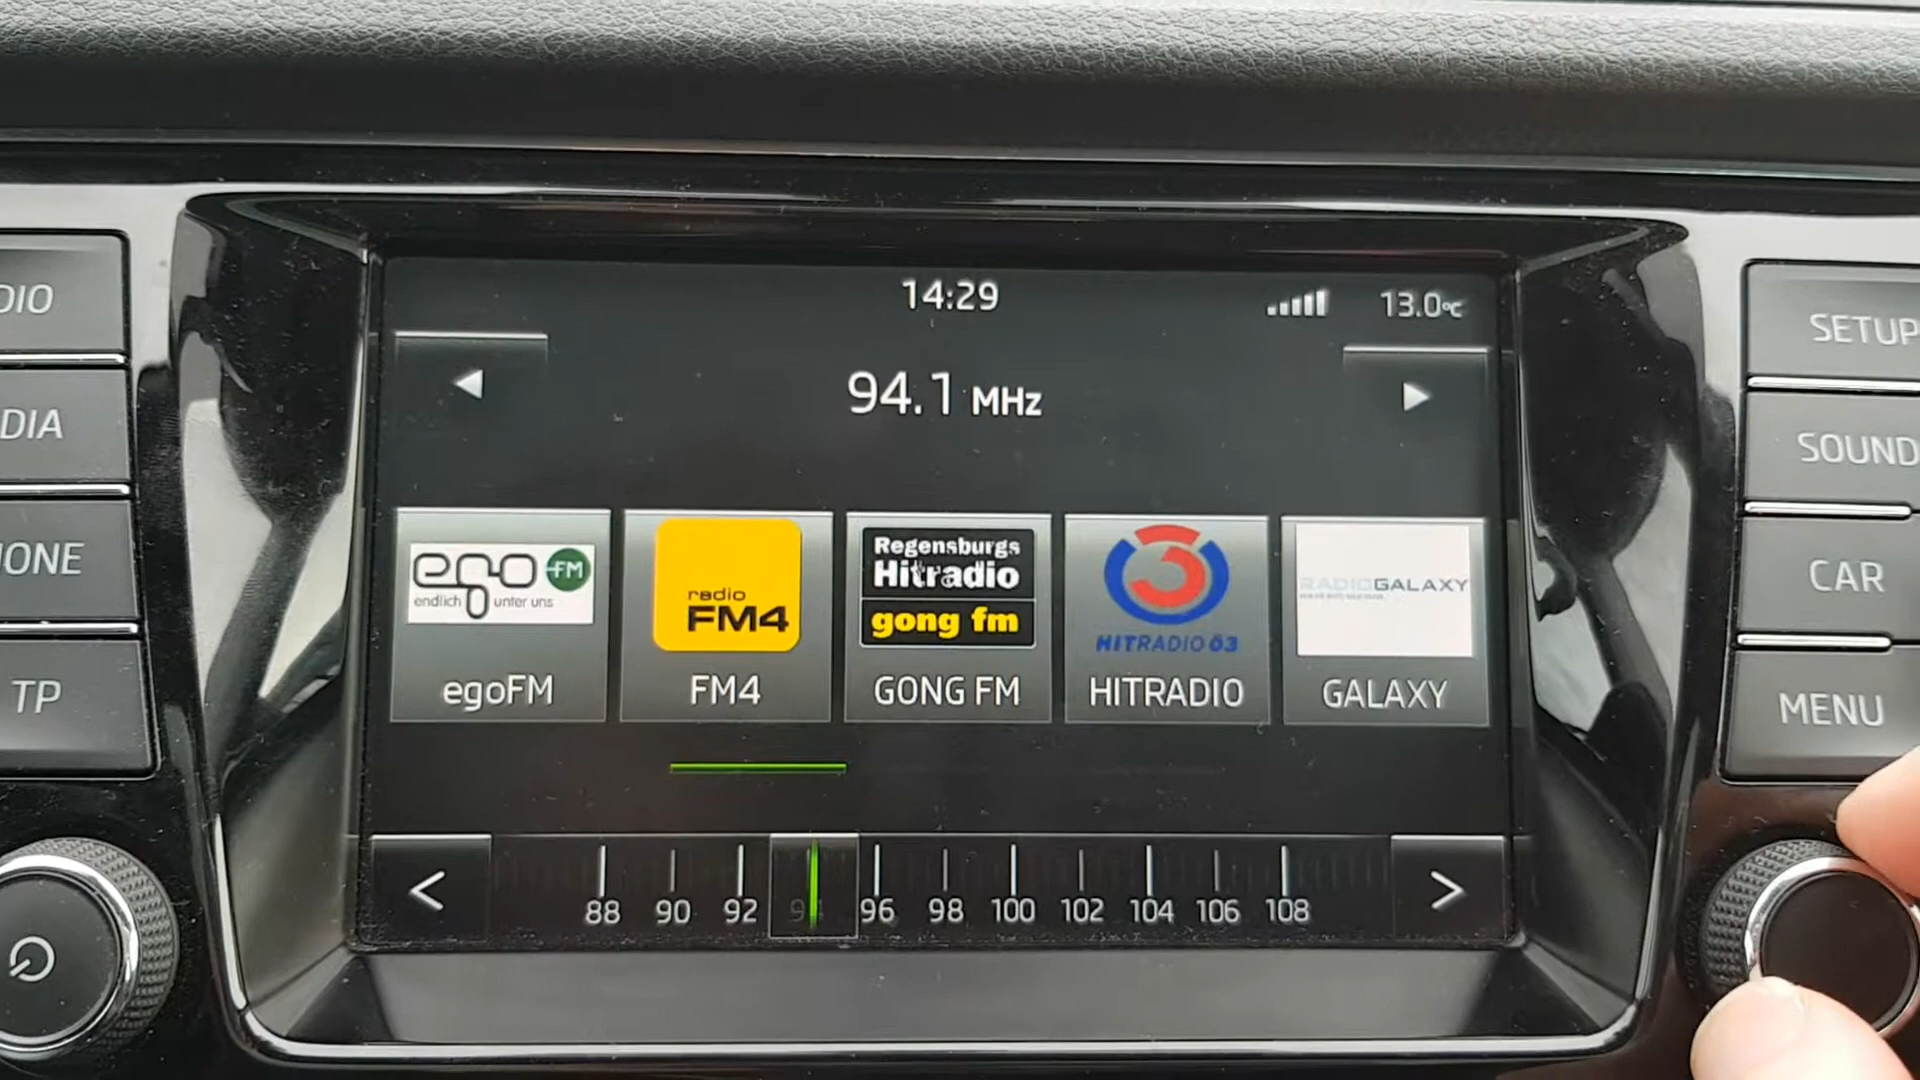 14:29
13.0°C
94.1 MHz
DIO
DIA
IONE
TP
SETUP
SOUND
CAR
MENU
ego FM
endlich unter uns
egoFM
radio
FM4
FM4
Regensburgs
Hitradio
gong fm
GONG FM
3
HITRADIO Ö3
HITRADIO
RADIOGALAXY
GALAXY
< 88 90 92 94 96 98 100 102 104 106 108 >